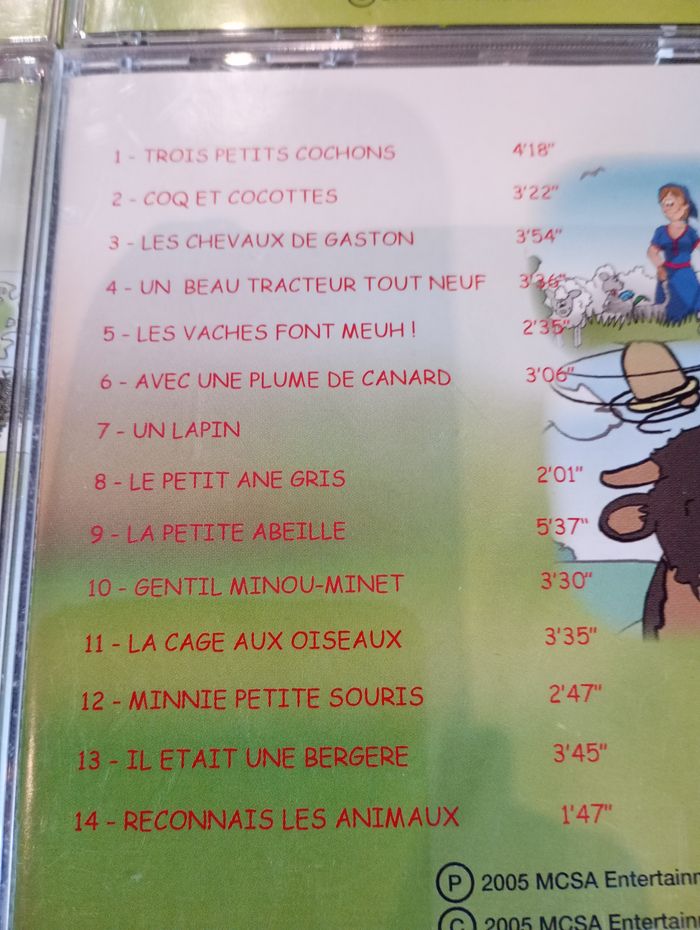 1 - TROIS PETITS COCHONS 4'18"
2 - COQ ET COCOTTES 3'22"
3 - LES CHEVAUX DE GASTON 3'54"
4 - UN BEAU TRACTEUR TOUT NEUF 3'36"
5 - LES VACHES FONT MEUH ! 2'35"
6 - AVEC UNE PLUME DE CANARD 3'06"
7 - UN LAPIN
8 - LE PETIT ANE GRIS 2'01"
9 - LA PETITE ABEILLE 5'37"
10 - GENTIL MINOU-MINET 3'30"
11 - LA CAGE AUX OISEAUX 3'35"
12 - MINNIE PETITE SOURIS 2'47"
13 - IL ETAIT UNE BERGERE 3'45"
14 - RECONNAIS LES ANIMAUX 1'47"
Ⓟ 2005 MCSA Entertain
© 2005 MCSA Entertain